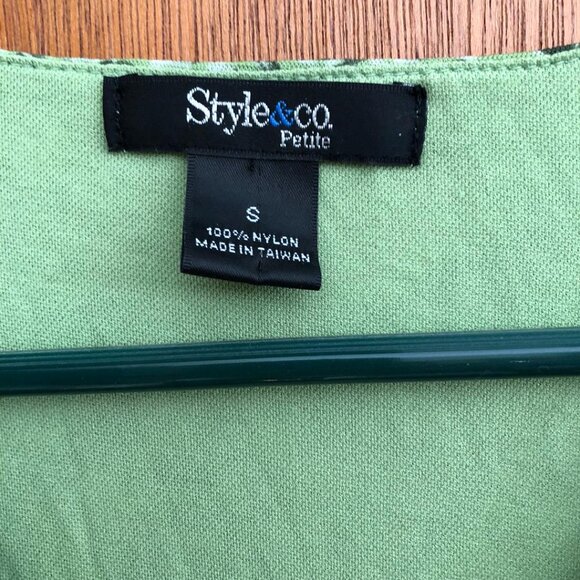 Style&co.
Petite
S
100% NYLON
MADE IN TAIWAN